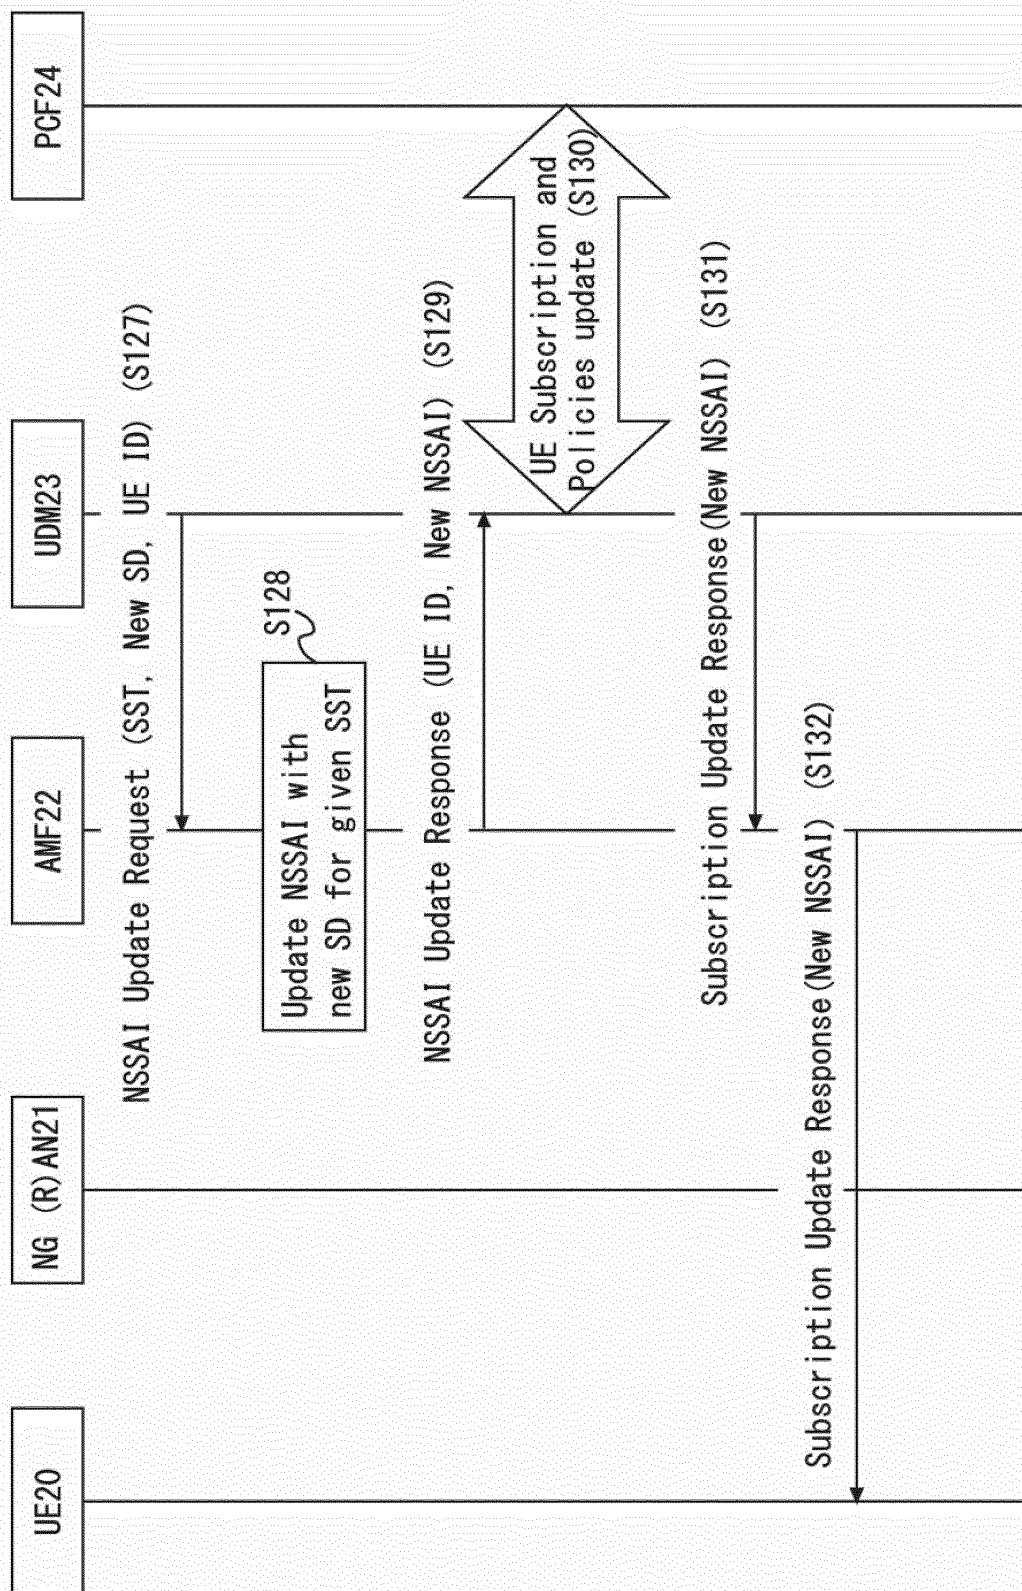 UE20
NG (R)AN21
AMF22
UDM23
PCF24
NSSAI Update Request (SST, New SD, UE ID) (S127)
S128
Update NSSAI with
new SD for given SST
NSSAI Update Response (UE ID, New NSSAI) (S129)
UE Subscription and
Policies update (S130)
Subscription Update Response(New NSSAI) (S131)
Subscription Update Response(New NSSAI) (S132)